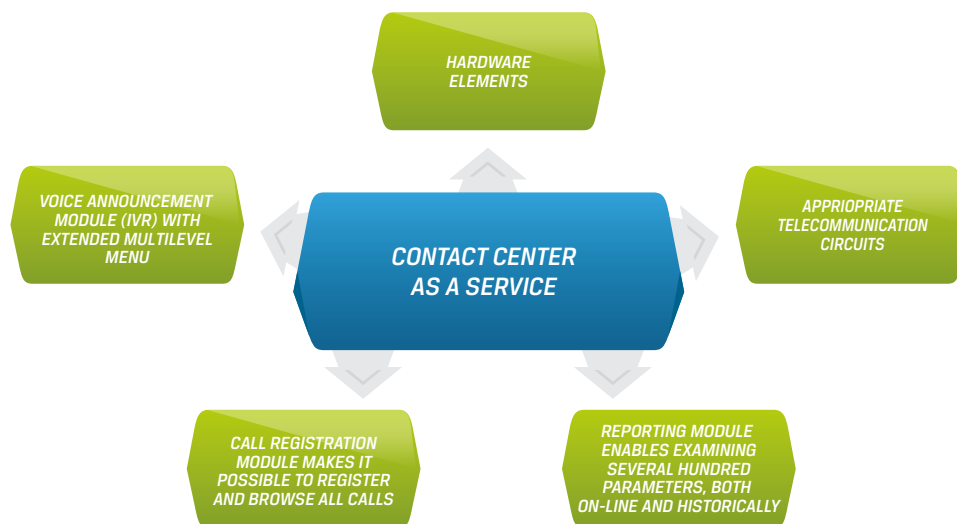 HARDWARE
ELEMENTS
VOICE ANNOUNCEMENT
MODULE (IVR) WITH
EXTENDED MULTILEVEL
MENU
CONTACT CENTER
AS A SERVICE
APPRIOPRIATE
TELECOMMUNICATION
CIRCUITS
CALL REGISTRATION
MODULE MAKES IT
POSSIBLE TO REGISTER
AND BROWSE ALL CALLS
REPORTING MODULE
ENABLES EXAMINING
SEVERAL HUNDRED
PARAMETERS, BOTH
ON-LINE AND HISTORICALLY